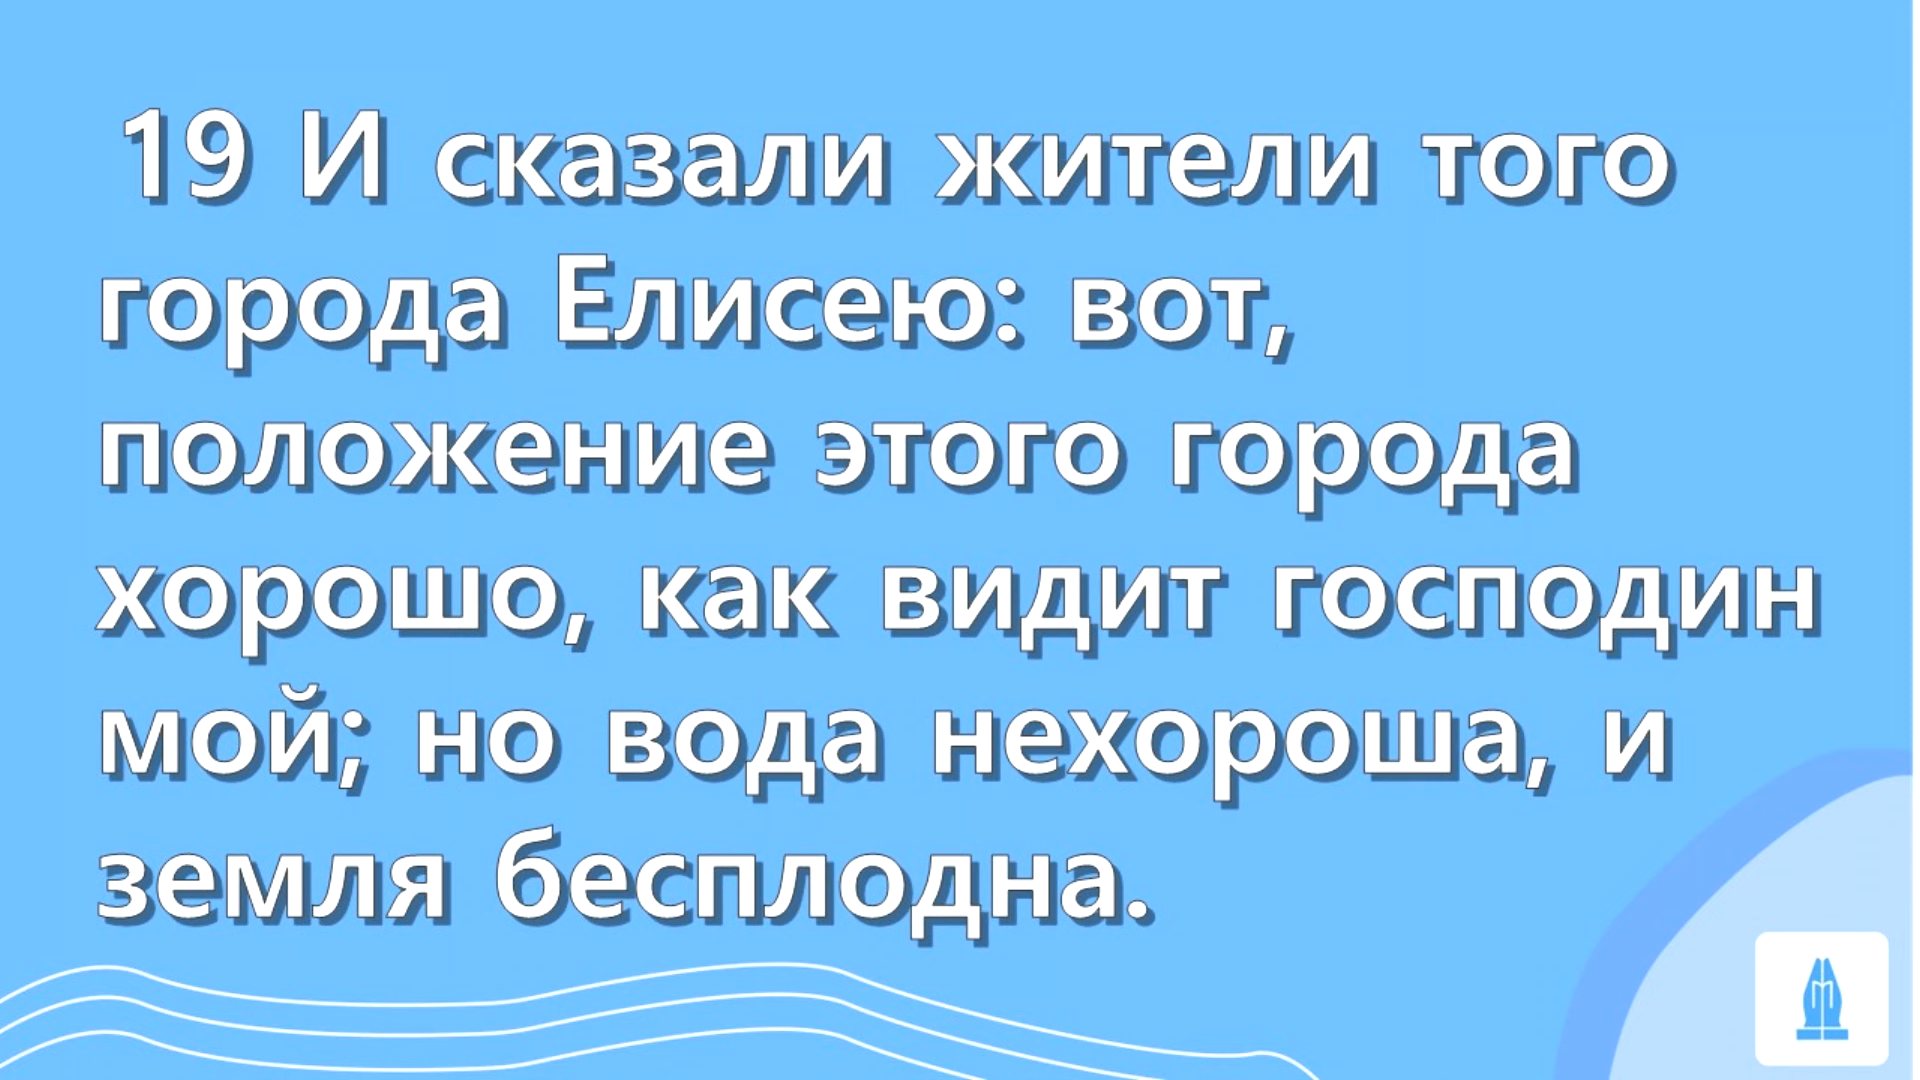 19 И сказали жители того
города Елисею: вот,
положение этого города
хорошо, как видит господин
мой; но вода нехороша, и
земля бесплодна.